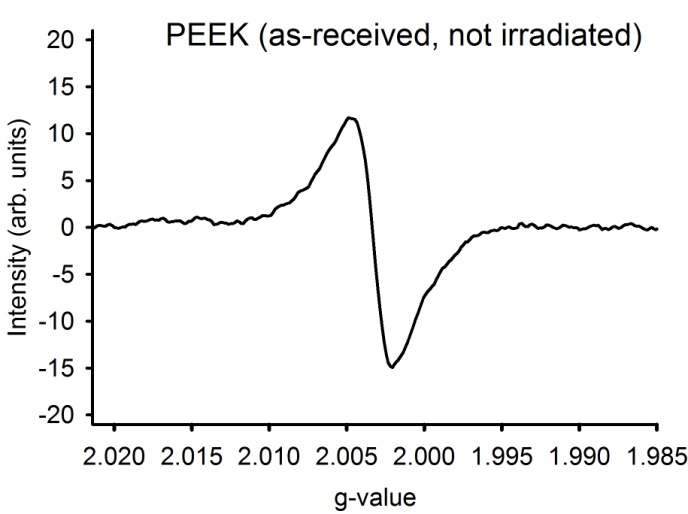 PEEK (as-received, not irradiated)
Intensity (arb. units)
20
15
10
5
0
-5
-10
-15
-20
2.020 2.015 2.010 2.005 2.000 1.995 1.990 1.985
g-value